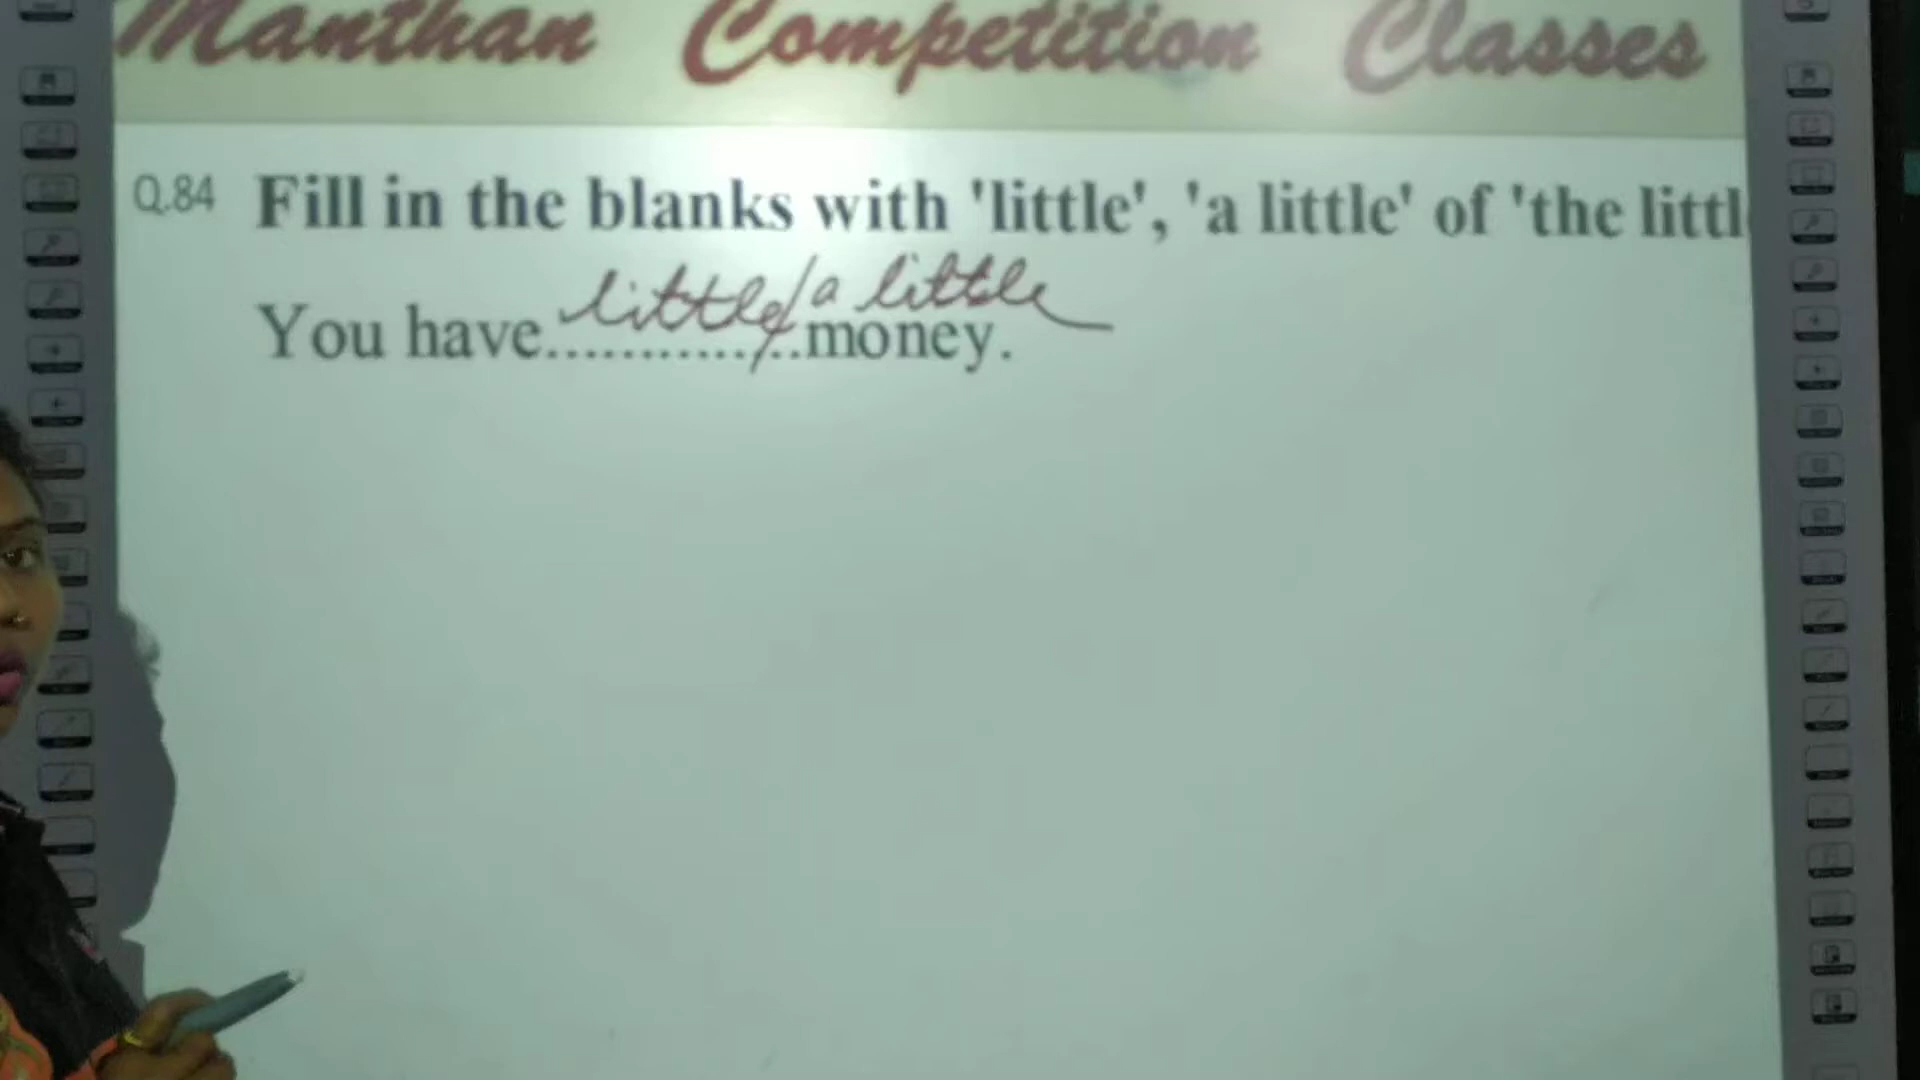 Manthan Competition Classes
Q.84 Fill in the blanks with 'little', 'a little' of 'the littl
little/a little
You have..............money.